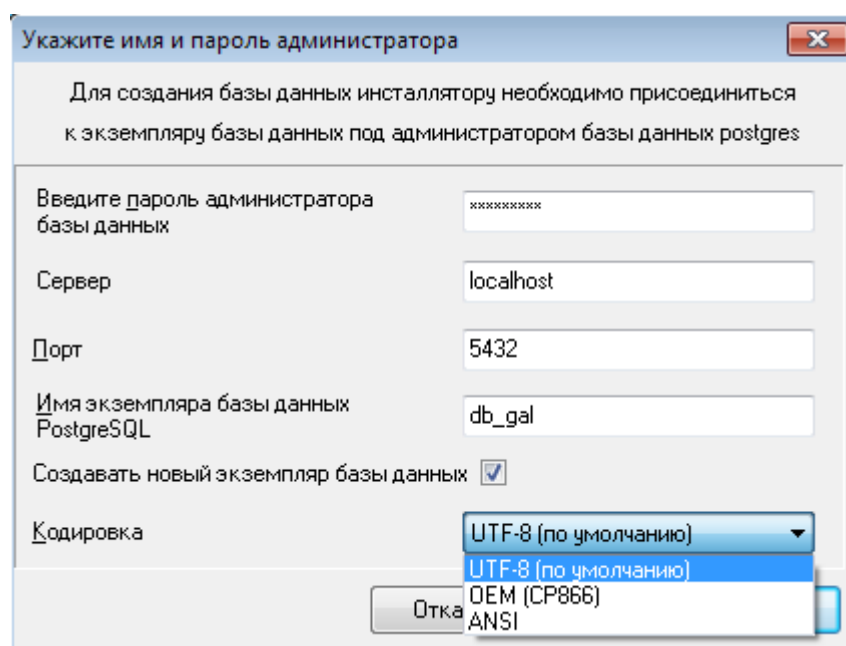 Укажите имя и пароль администратора
Для создания базы данных инсталлятору необходимо присоединиться
к экземпляру базы данных под администратором базы данных postgres
Введите пароль администратора
базы данных
*********
Сервер
localhost
Порт
5432
Имя экземпляра базы данных
PostgreSQL
db_gal
Создавать новый экземпляр базы данных
Кодировка
UTF-8 (по умолчанию)
UTF-8 (по умолчанию)
OEM (CP866)
ANSI
Отка